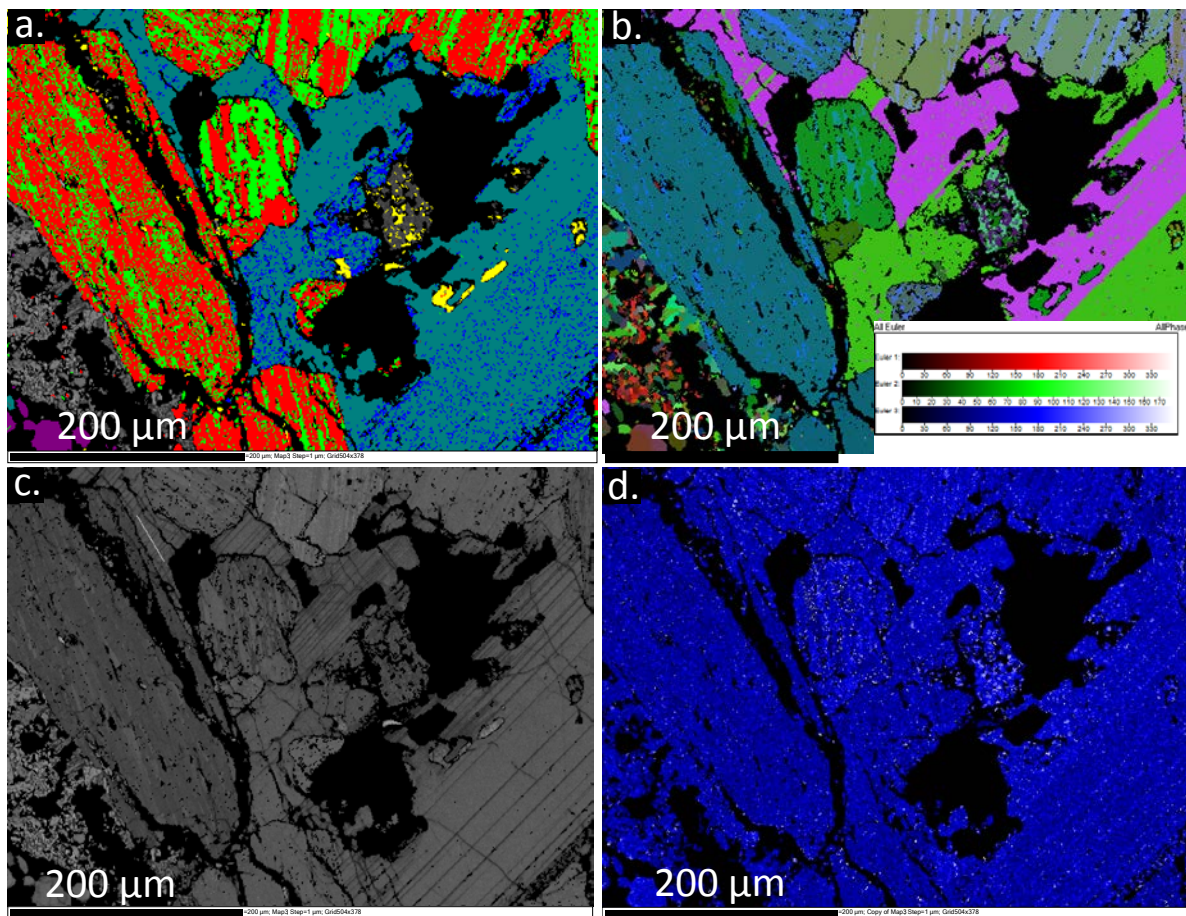 a.
200 µm
=200 µm; Map3 Step=1 µm; Grid504x378
b.
200 µm
All Euler
AllPhase
Euler 1:
0 30 60 90 120 150 180 210 240 270 300 330
Euler 2:
0 10 20 30 40 50 60 70 80 90 100 110 120 130 140 150 160 170
Euler 3:
0 30 60 90 120 150 180 210 240 270 300 330
c.
200 µm
=200 µm; Map3 Step=1 µm; Grid504x378
d.
200 µm
=200 µm; Copy of Map3 Step=1 µm; Grid504x378